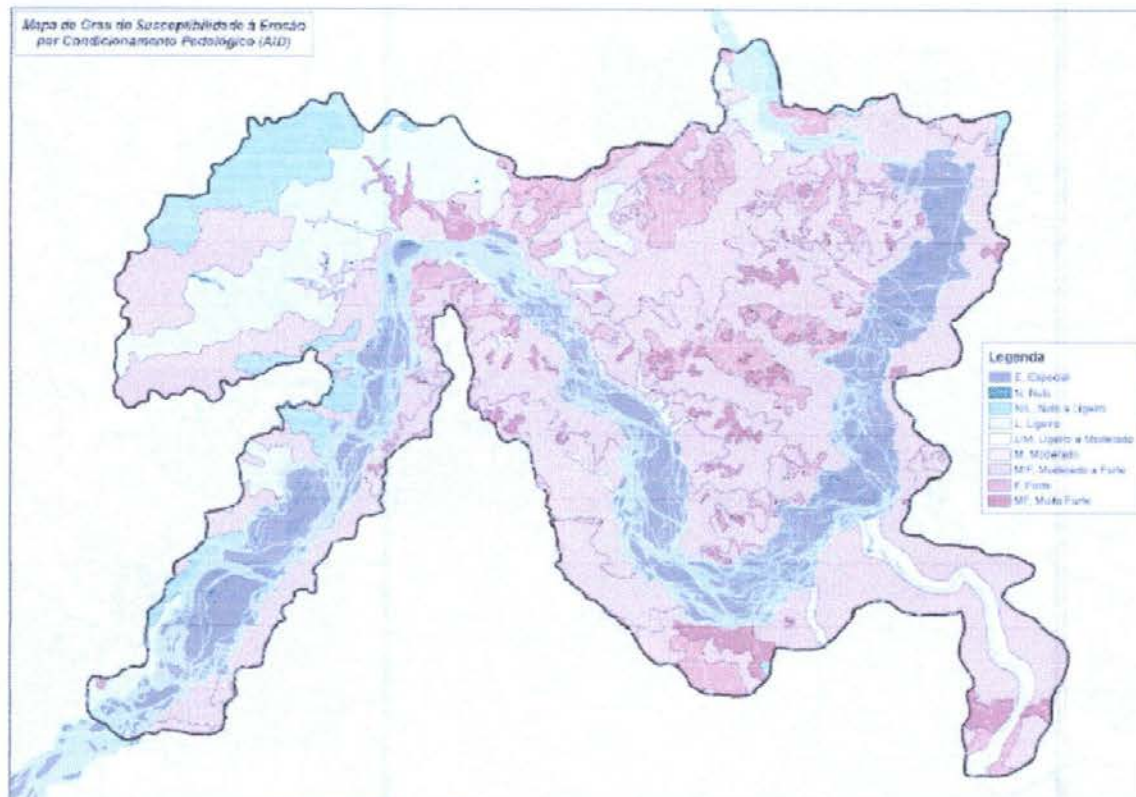 Mapa de Grau de Susceptibilidade à Erosão
por Condicionamento Pedológico (AID)
Legenda
E. Especial
N. Nulo
N/L. Nulo a Ligeiro
L. Ligeiro
L/M. Ligeiro a Moderado
M. Moderado
M/F. Moderado a Forte
F. Forte
MF. Muito Forte